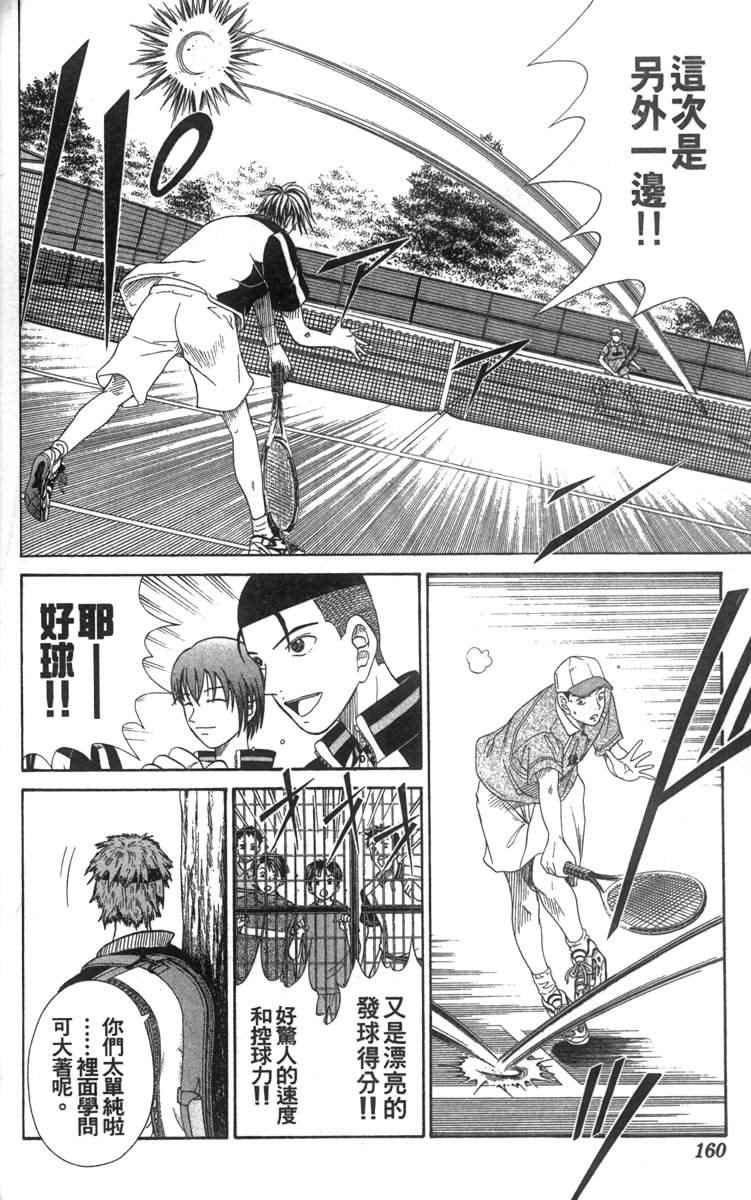 這次是
另外一邊!!
耶ー
好球!!
又是漂亮的
發球得分!!
好驚人的速度
和控球力!!
你們太單純啦
……裡面學問
可大著呢。
160